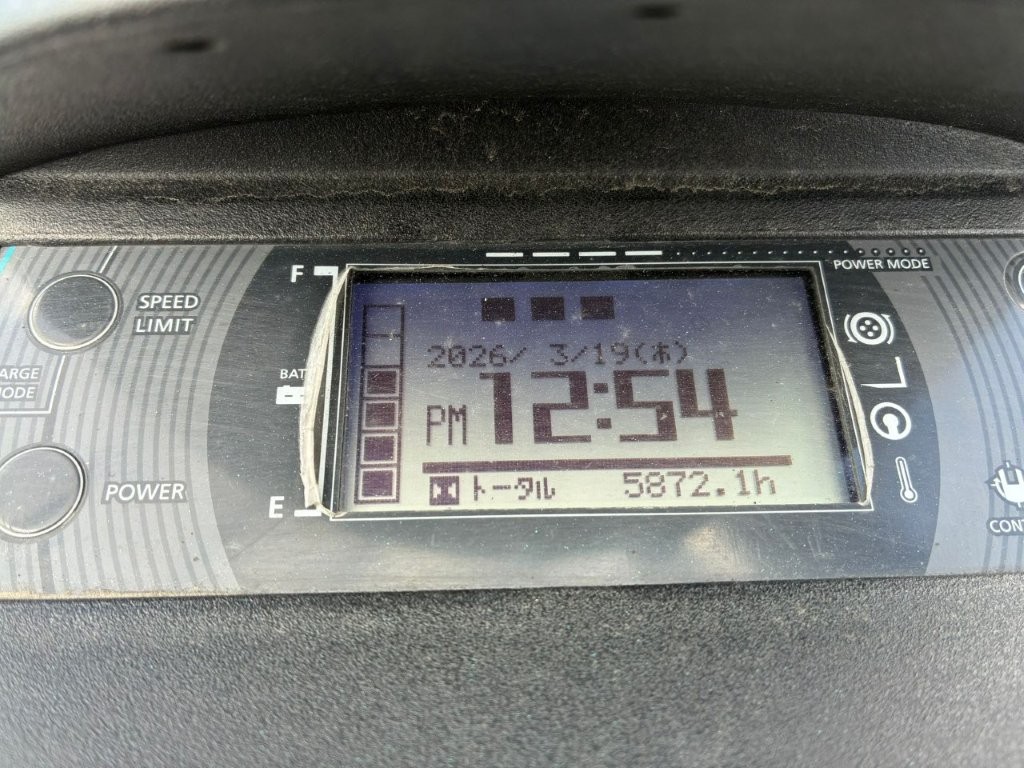 POWER MODE
F
SPEED
LIMIT
2026/ 3/19(木)
BAT
ARGE
ODE
PM 12:54
トータル 5872.1h
POWER
E
CONT